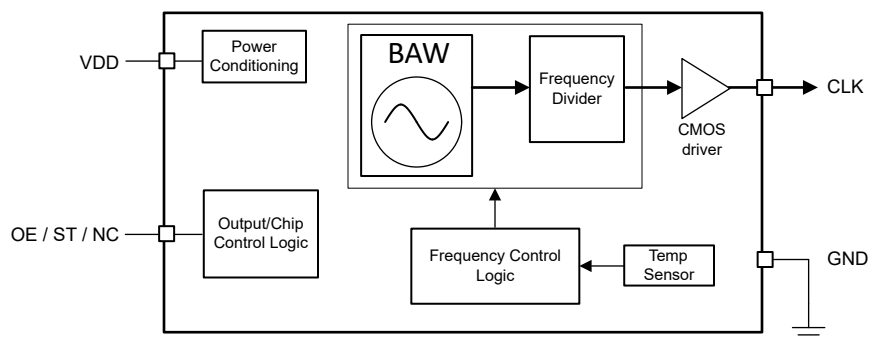 VDD
Power
Conditioning
BAW
Frequency
Divider
CMOS
driver
CLK
OE / ST / NC
Output/Chip
Control Logic
Frequency Control
Logic
Temp
Sensor
GND